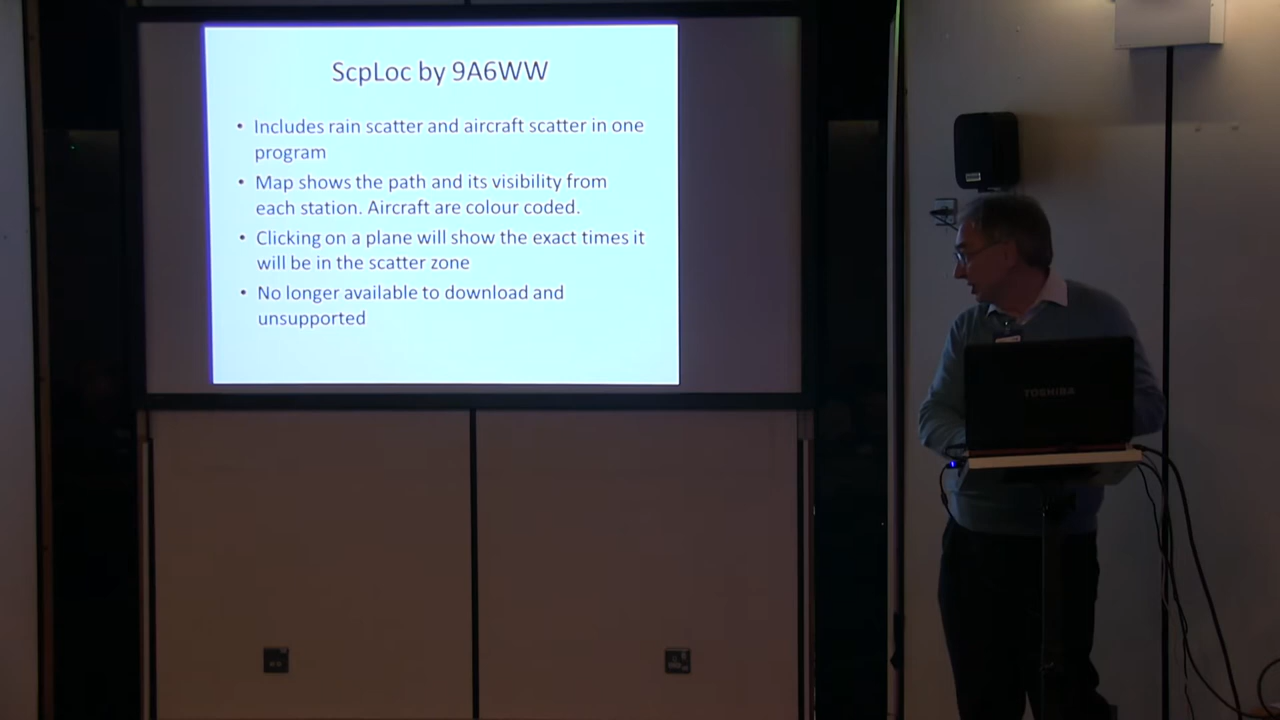 ScpLoc by 9A6WW
• Includes rain scatter and aircraft scatter in one
program
• Map shows the path and its visibility from
each station. Aircraft are colour coded.
• Clicking on a plane will show the exact times it
will be in the scatter zone
• No longer available to download and
unsupported
TOSHIBA